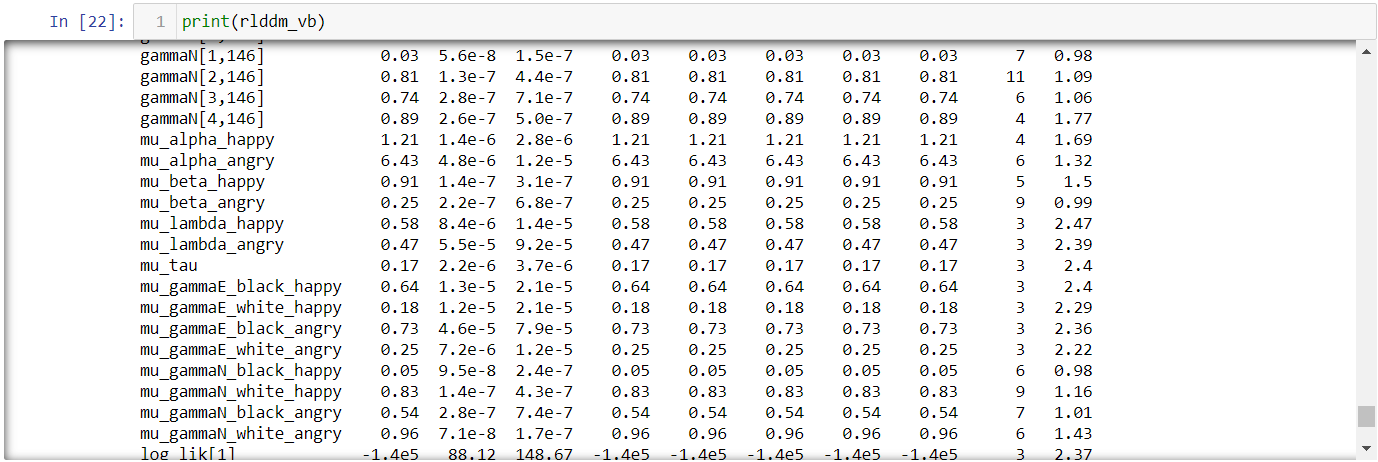 In [22]: 1 print(rlddm_vb)
gammaN[1,146] 0.03 5.6e-8 1.5e-7 0.03 0.03 0.03 0.03 0.03 7 0.98
gammaN[2,146] 0.81 1.3e-7 4.4e-7 0.81 0.81 0.81 0.81 0.81 11 1.09
gammaN[3,146] 0.74 2.8e-7 7.1e-7 0.74 0.74 0.74 0.74 0.74 6 1.06
gammaN[4,146] 0.89 2.6e-7 5.0e-7 0.89 0.89 0.89 0.89 0.89 4 1.77
mu_alpha_happy 1.21 1.4e-6 2.8e-6 1.21 1.21 1.21 1.21 1.21 4 1.69
mu_alpha_angry 6.43 4.8e-6 1.2e-5 6.43 6.43 6.43 6.43 6.43 6 1.32
mu_beta_happy 0.91 1.4e-7 3.1e-7 0.91 0.91 0.91 0.91 0.91 5 1.5
mu_beta_angry 0.25 2.2e-7 6.8e-7 0.25 0.25 0.25 0.25 0.25 9 0.99
mu_lambda_happy 0.58 8.4e-6 1.4e-5 0.58 0.58 0.58 0.58 0.58 3 2.47
mu_lambda_angry 0.47 5.5e-5 9.2e-5 0.47 0.47 0.47 0.47 0.47 3 2.39
mu_tau 0.17 2.2e-6 3.7e-6 0.17 0.17 0.17 0.17 0.17 3 2.4
mu_gammaE_black_happy 0.64 1.3e-5 2.1e-5 0.64 0.64 0.64 0.64 0.64 3 2.4
mu_gammaE_white_happy 0.18 1.2e-5 2.1e-5 0.18 0.18 0.18 0.18 0.18 3 2.29
mu_gammaE_black_angry 0.73 4.6e-5 7.9e-5 0.73 0.73 0.73 0.73 0.73 3 2.36
mu_gammaE_white_angry 0.25 7.2e-6 1.2e-5 0.25 0.25 0.25 0.25 0.25 3 2.22
mu_gammaN_black_happy 0.05 9.5e-8 2.4e-7 0.05 0.05 0.05 0.05 0.05 6 0.98
mu_gammaN_white_happy 0.83 1.4e-7 4.3e-7 0.83 0.83 0.83 0.83 0.83 9 1.16
mu_gammaN_black_angry 0.54 2.8e-7 7.4e-7 0.54 0.54 0.54 0.54 0.54 7 1.01
mu_gammaN_white_angry 0.96 7.1e-8 1.7e-7 0.96 0.96 0.96 0.96 0.96 6 1.43
log_lik[1] -1.4e5 88.12 148.67 -1.4e5 -1.4e5 -1.4e5 -1.4e5 -1.4e5 3 2.37